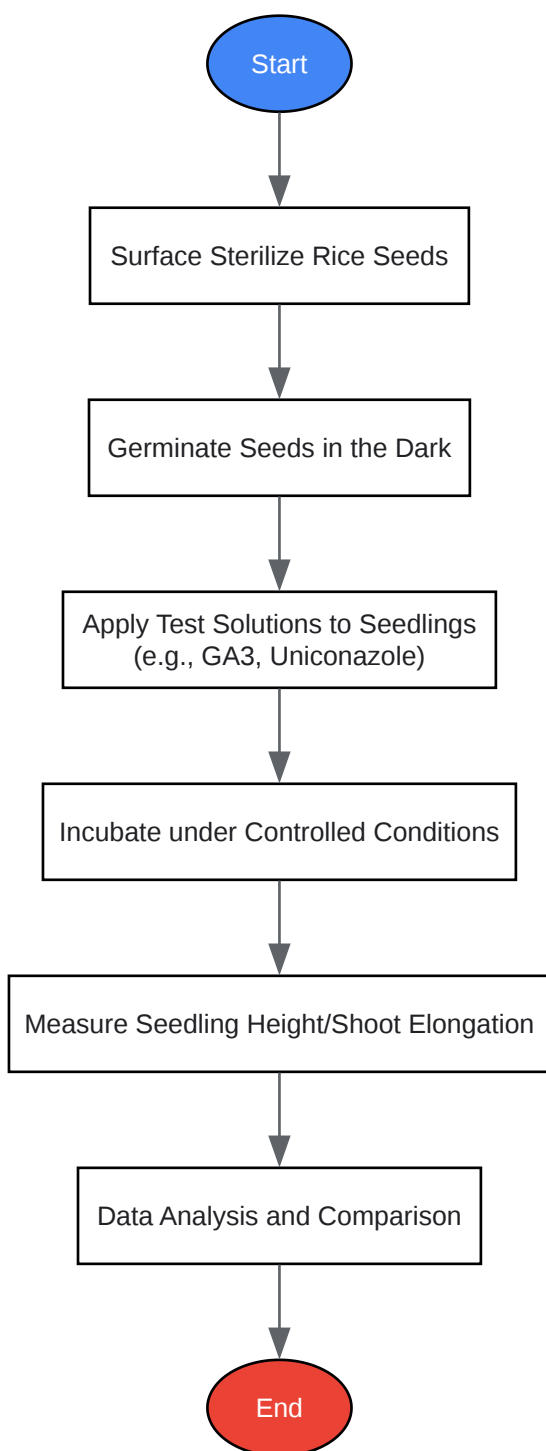 Start
Surface Sterilize Rice Seeds
Germinate Seeds in the Dark
Apply Test Solutions to Seedlings
(e.g., GA3, Uniconazole)
Incubate under Controlled Conditions
Measure Seedling Height/Shoot Elongation
Data Analysis and Comparison
End